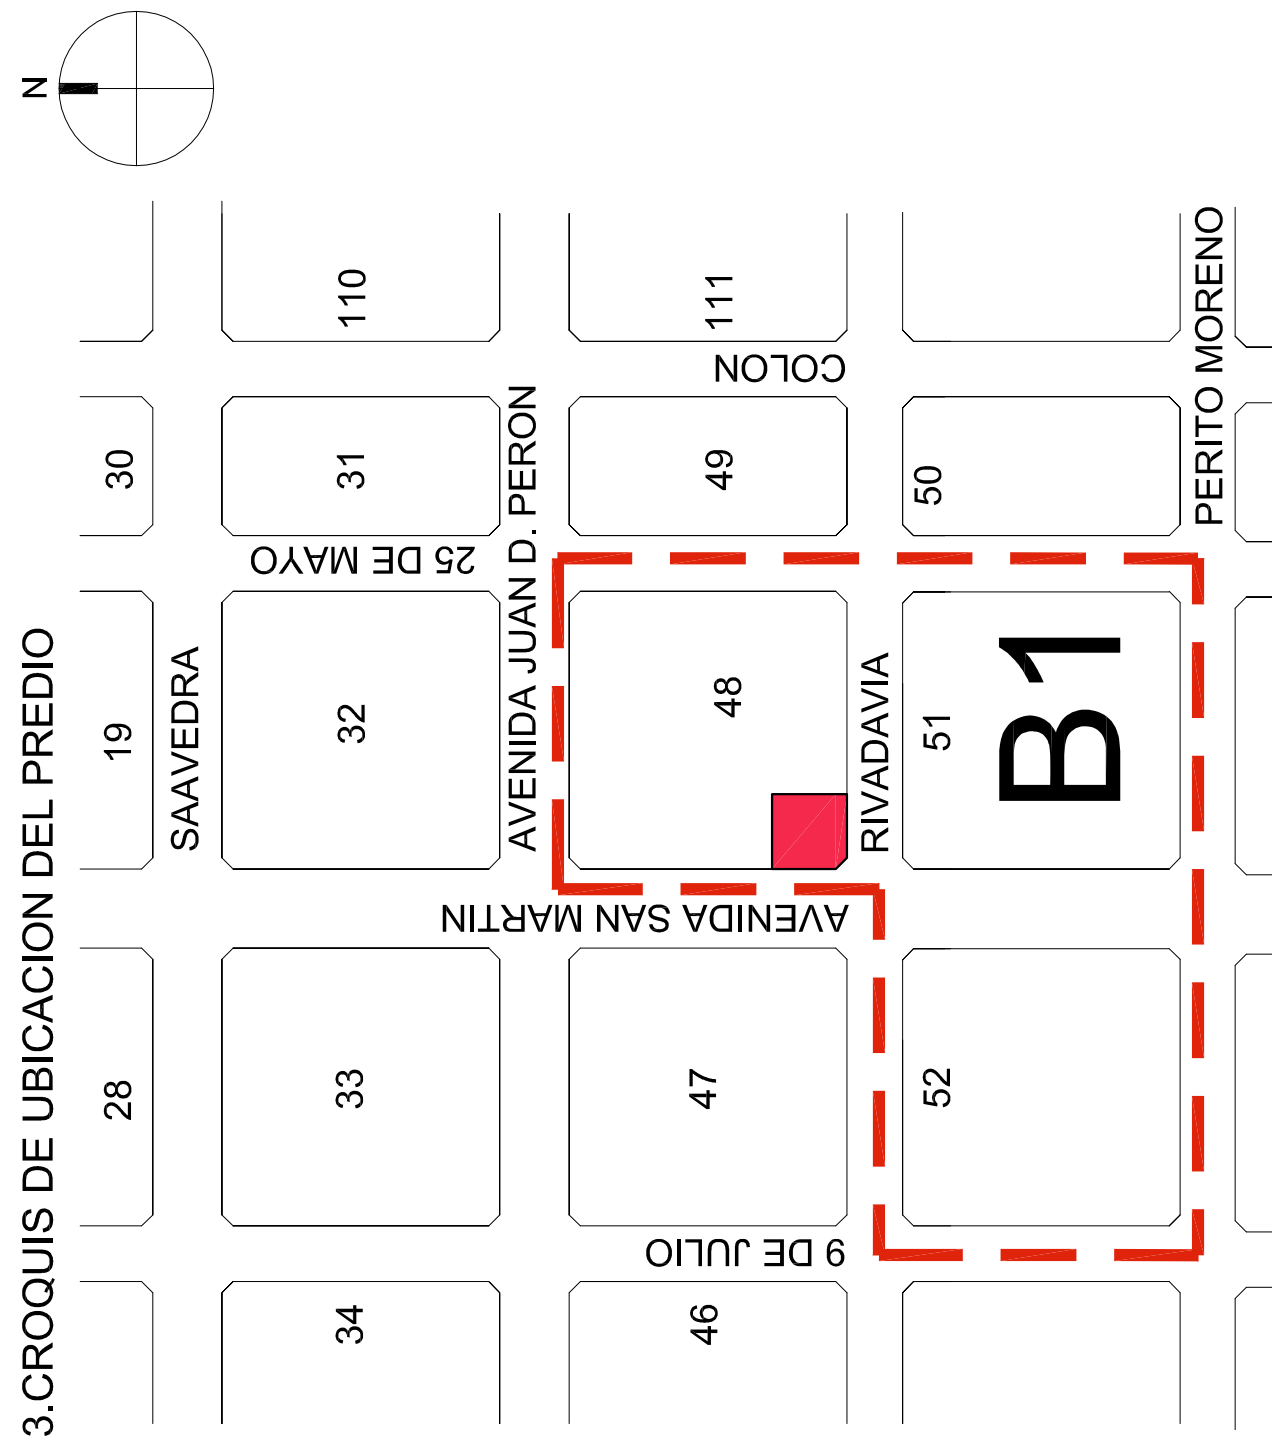 3.CROQUIS DE UBICACION DEL PREDIO
N
28
19
30
SAAVEDRA
34
33
32
31
110
25 DE MAYO
AVENIDA JUAN D. PERON
AVENIDA SAN MARTIN
46
47
48
49
111
COLON
9 DE JULIO
RIVADAVIA
52
51
50
B1
PERITO MORENO